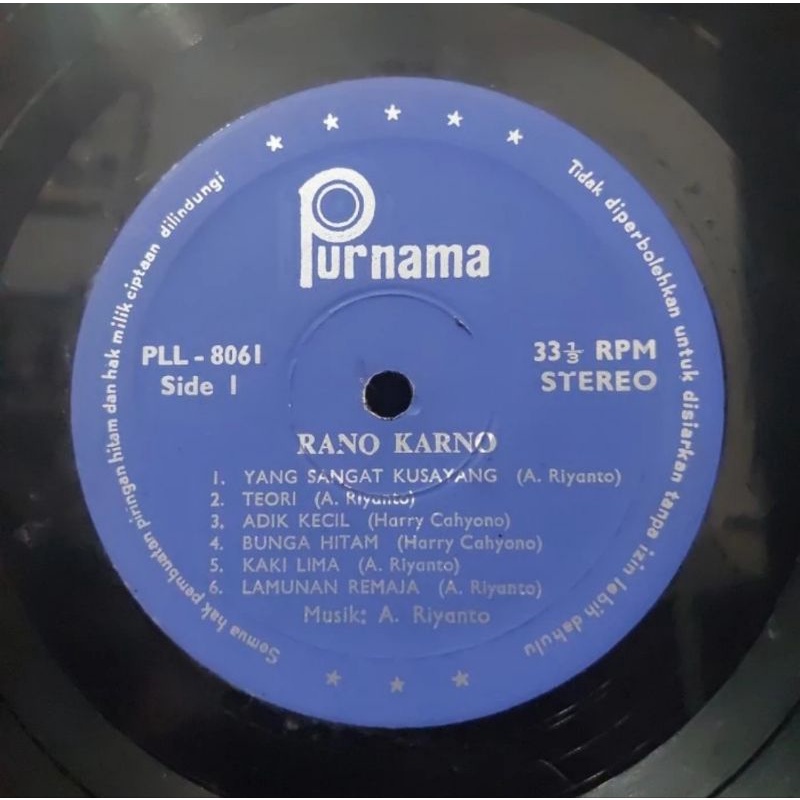 Semua hak pembuatan piringan hitam dan hak milik ciptaan dilindungi
Tidak diperbolehkan untuk disiarkan tanpa izin lebih dahulu
Purnama
PLL - 8061
Side 1
33 1/3 RPM
STEREO
RANO KARNO
1. YANG SANGAT KUSAYANG (A. Riyanto)
2. TEORI (A. Riyanto)
3. ADIK KECIL (Harry Cahyono)
4. BUNGA HITAM (Harry Cahyono)
5. KAKI LIMA (A. Riyanto)
6. LAMUNAN REMAJA (A. Riyanto)
Musik: A. Riyanto